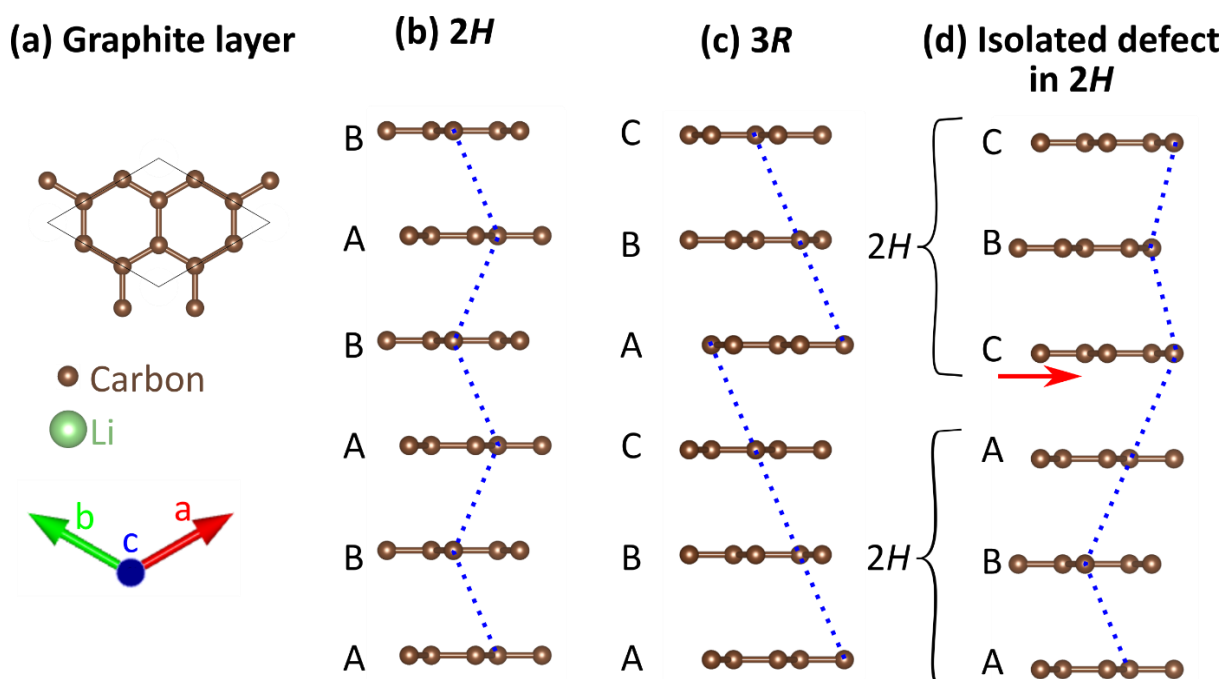 (a) Graphite layer
Carbon
Li
b
c
a
(b) 2H
B
A
B
A
B
A
(c) 3R
C
B
A
C
B
A
(d) Isolated defect
in 2H
2H
C
B
C
2H
A
B
A